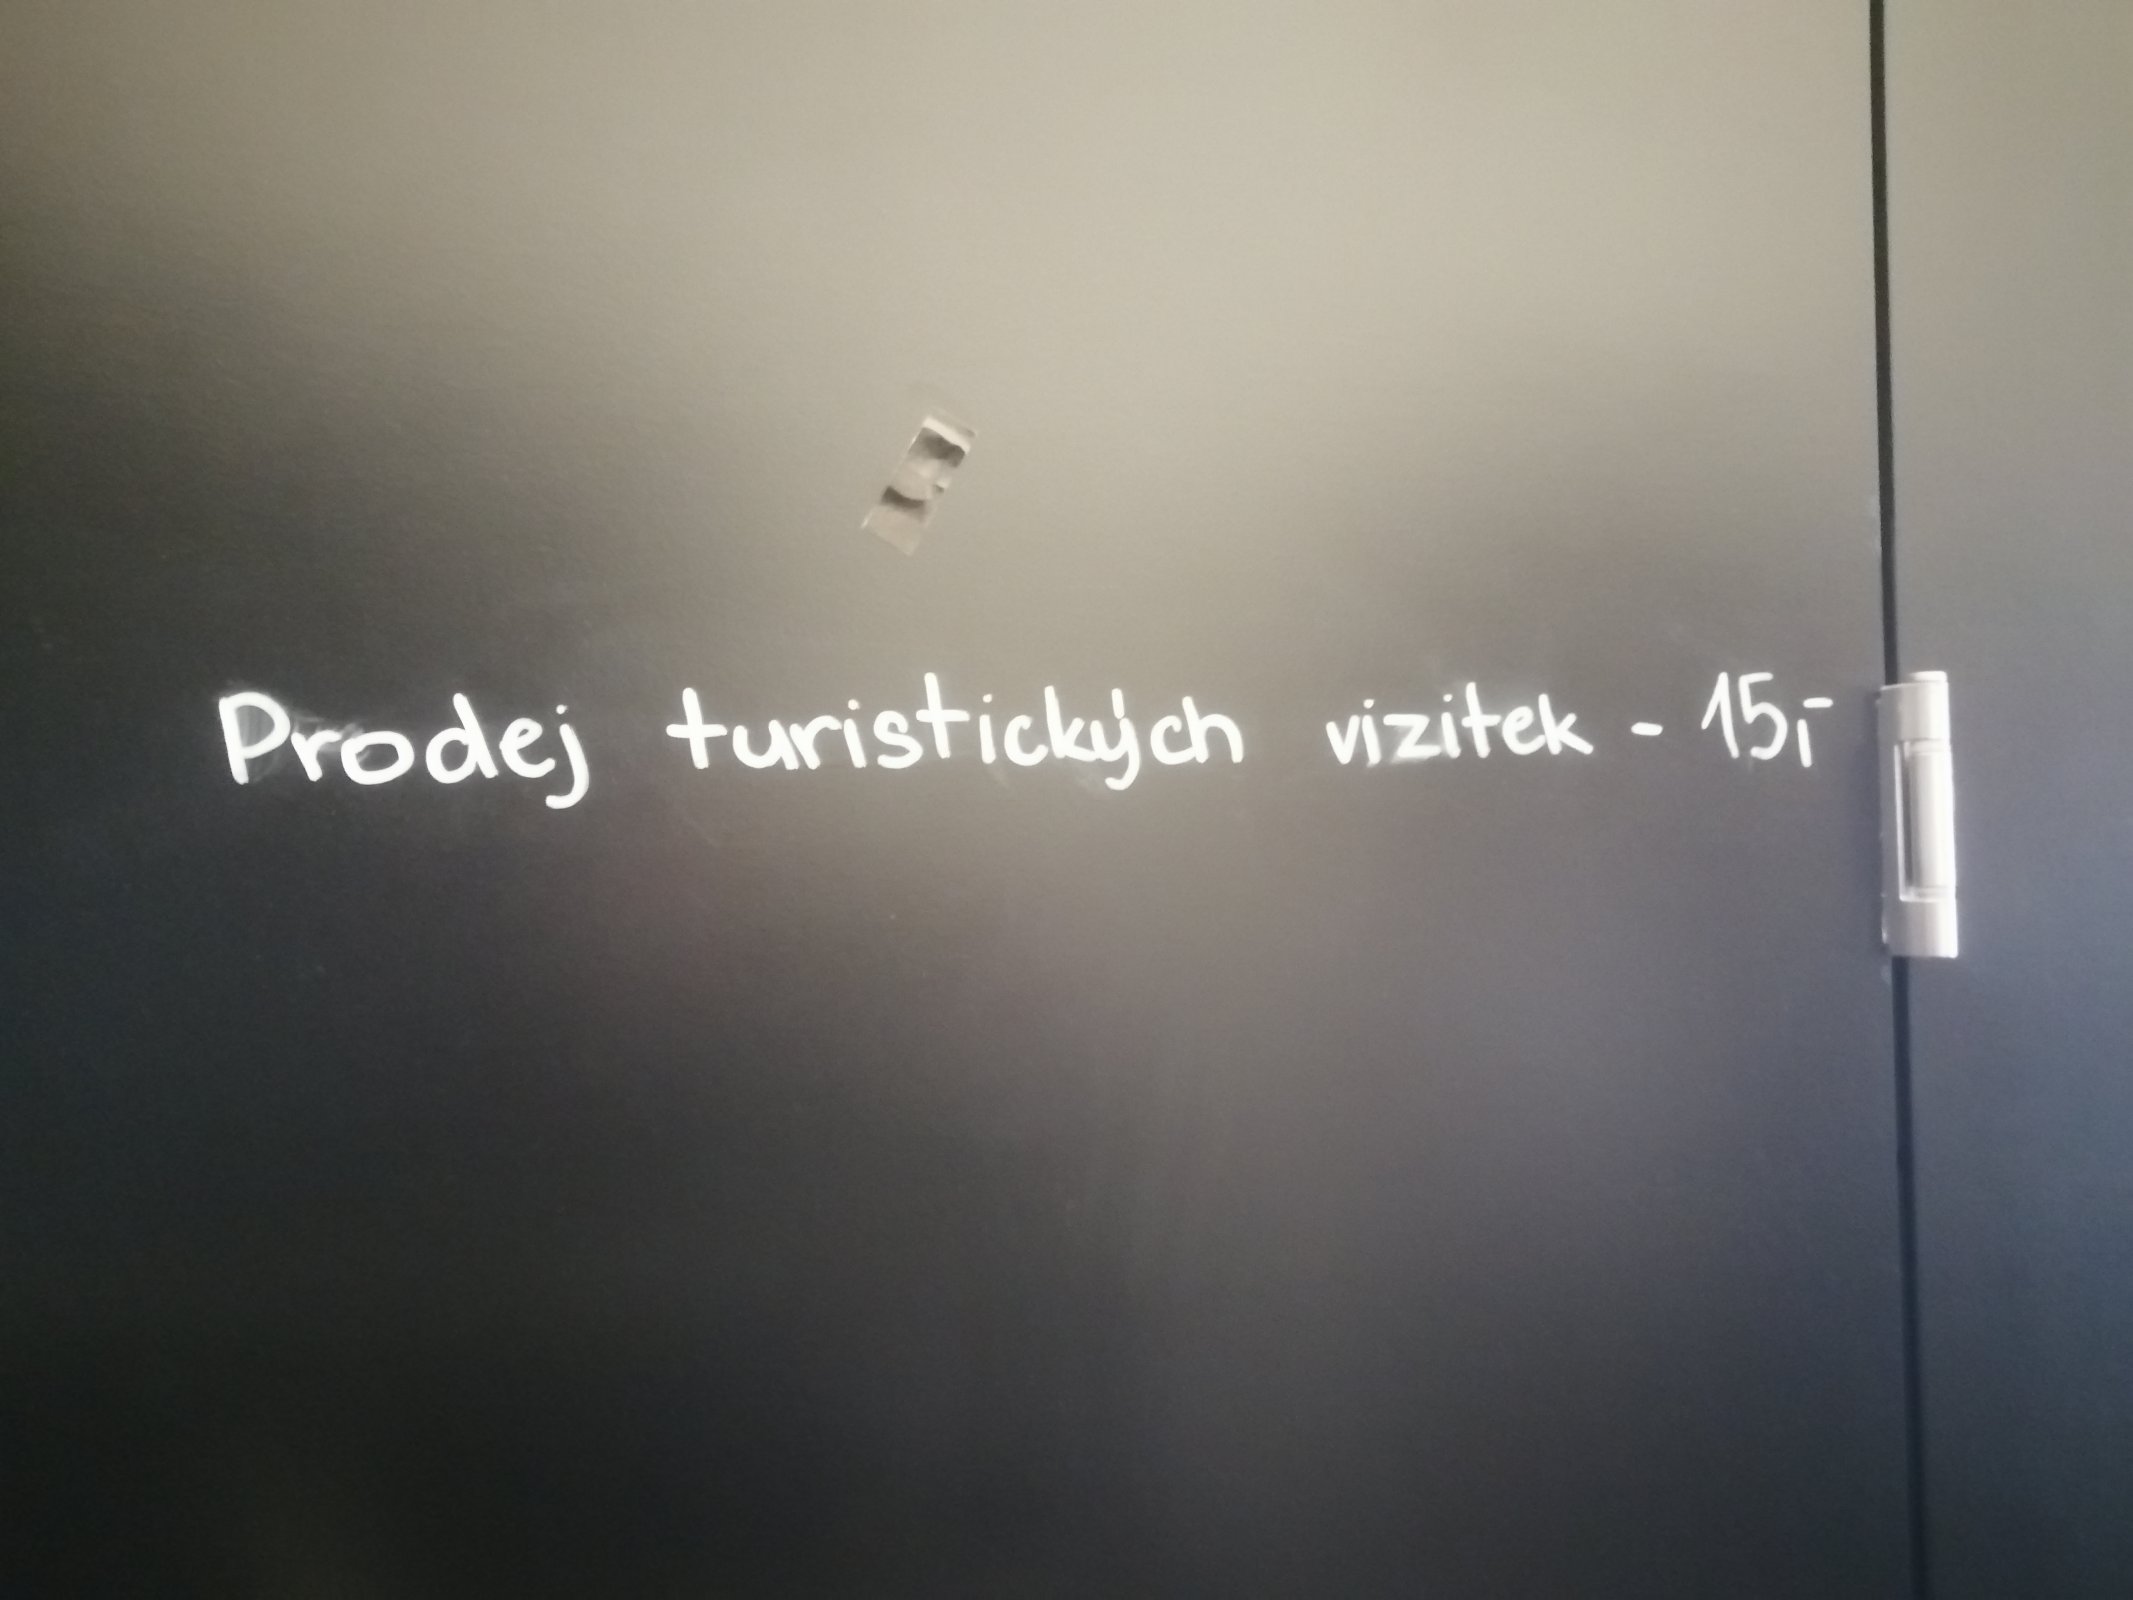 Prodej turistických vizitek - 15,-